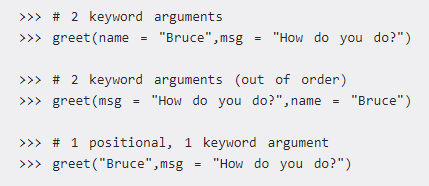 >>> # 2 keyword arguments
>>> greet(name = "Bruce",msg = "How do you do?")
>>> # 2 keyword arguments (out of order)
>>> greet(msg = "How do you do?",name = "Bruce")
>>> # 1 positional, 1 keyword argument
>>> greet("Bruce",msg = "How do you do?")